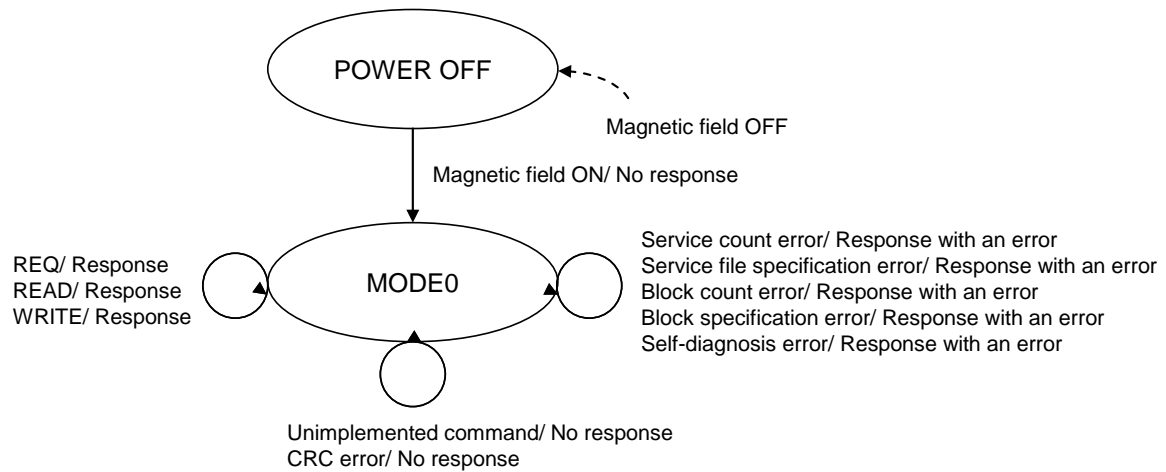 POWER OFF
Magnetic field OFF
Magnetic field ON/ No response
REQ/ Response
READ/ Response
WRITE/ Response
MODE0
Service count error/ Response with an error
Service file specification error/ Response with an error
Block count error/ Response with an error
Block specification error/ Response with an error
Self-diagnosis error/ Response with an error
Unimplemented command/ No response
CRC error/ No response